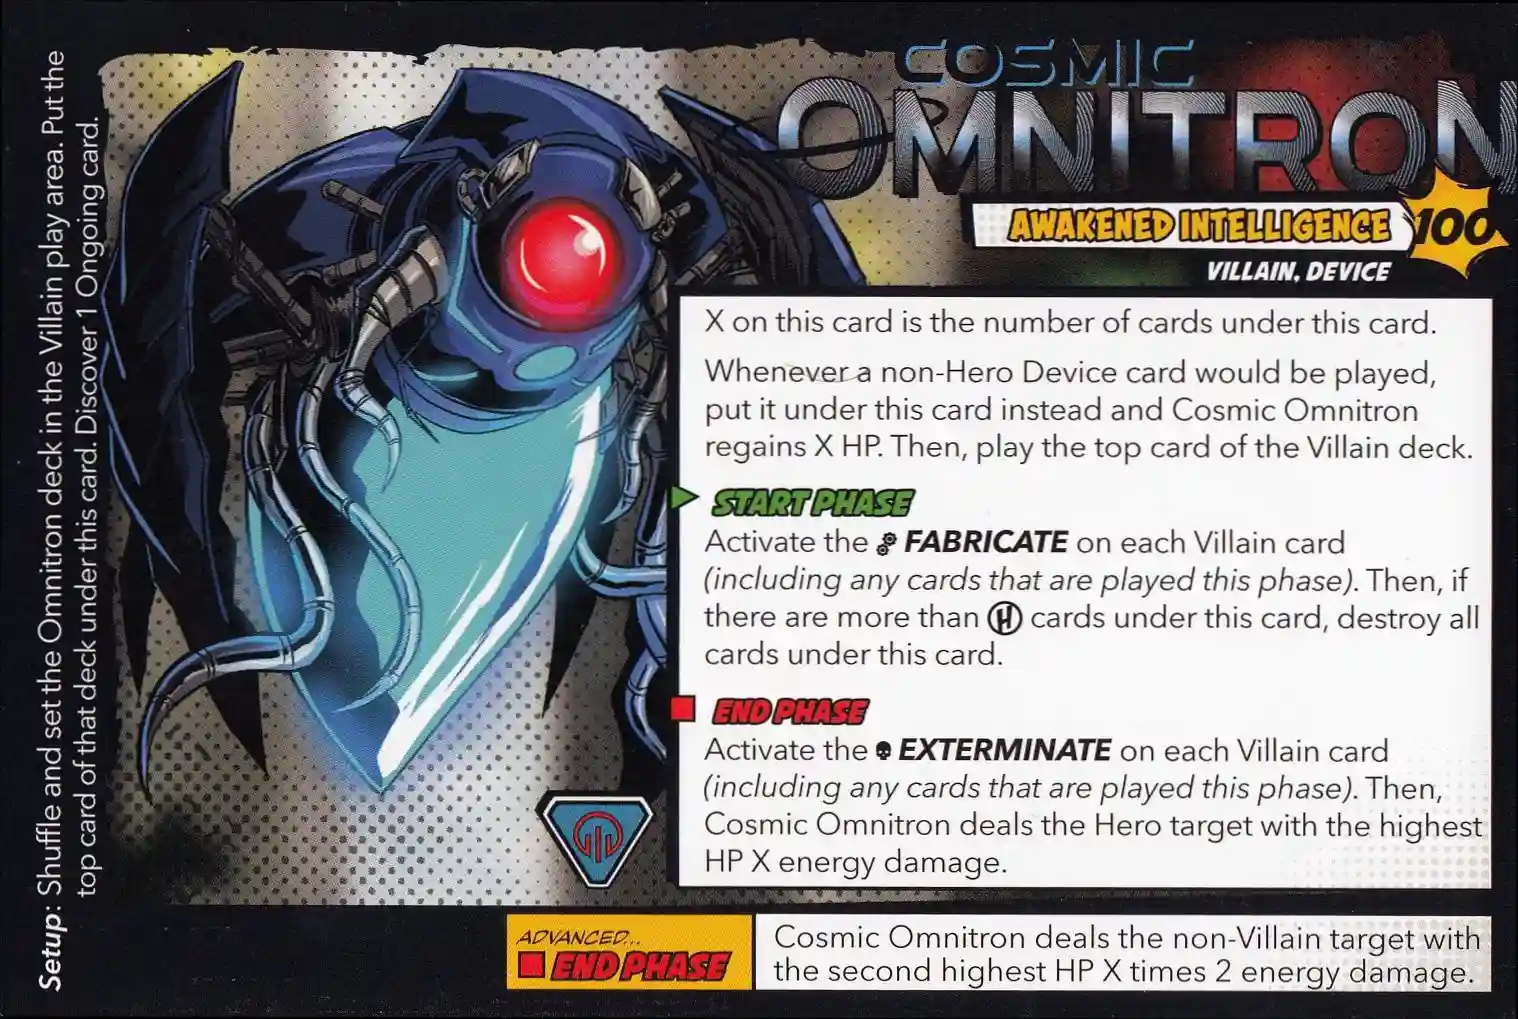 Setup: Shuffle and set the Omnitron deck in the Villain play area. Put the
top card of that deck under this card. Discover 1 Ongoing card.
COSMIC
OMNITRON
AWAKENED INTELLIGENCE
100
VILLAIN, DEVICE
X on this card is the number of cards under this card.
Whenever a non-Hero Device card would be played,
put it under this card instead and Cosmic Omnitron
regains X HP. Then, play the top card of the Villain deck.
START PHASE
Activate the FABRICATE on each Villain card
(including any cards that are played this phase). Then, if
there are more than H cards under this card, destroy all
cards under this card.
END PHASE
Activate the EXTERMINATE on each Villain card
(including any cards that are played this phase). Then,
Cosmic Omnitron deals the Hero target with the highest
HP X energy damage.
ADVANCED...
END PHASE
Cosmic Omnitron deals the non-Villain target with
the second highest HP X times 2 energy damage.